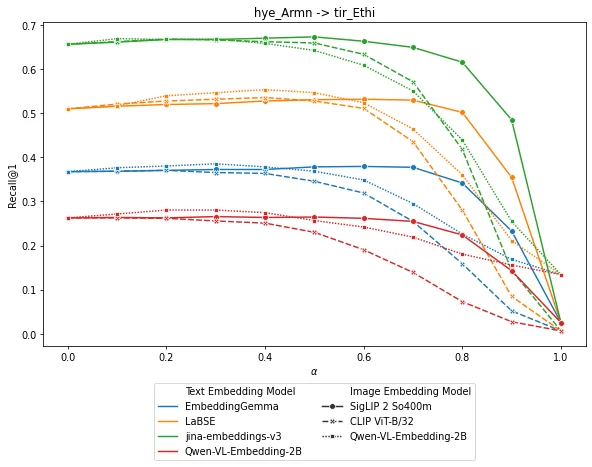 hye_Armn -> tir_Ethi
0.7
0.6
0.5
0.4
0.3
0.2
0.1
0.0
Recall@1
0.0 0.2 0.4 0.6 0.8 1.0
α
Text Embedding Model Image Embedding Model
EmbeddingGemma SigLIP 2 So400m
LaBSE CLIP ViT-B/32
jina-embeddings-v3 Qwen-VL-Embedding-2B
Qwen-VL-Embedding-2B